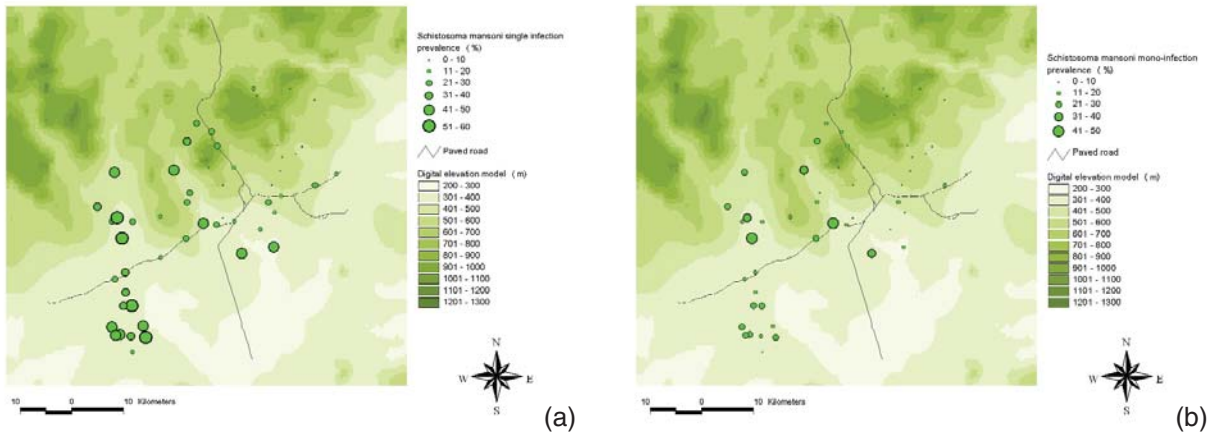 Schistosoma mansoni single infection
prevalence (%)
0 - 10
11 - 20
21 - 30
31 - 40
41 - 50
51 - 60
Paved road
Digital elevation model (m)
200 - 300
301 - 400
401 - 500
501 - 600
601 - 700
701 - 800
801 - 900
901 - 1000
1001 - 1100
1101 - 1200
1201 - 1300
N
W E
S
10 0 10 Kilometers
(a)
Schistosoma mansoni mono-infection
prevalence (%)
0 - 10
11 - 20
21 - 30
31 - 40
41 - 50
Paved road
Digital elevation model (m)
200 - 300
301 - 400
401 - 500
501 - 600
601 - 700
701 - 800
801 - 900
901 - 1000
1001 - 1100
1101 - 1200
1201 - 1300
N
W E
S
10 0 10 Kilometers
(b)